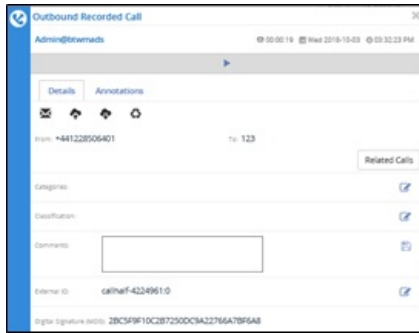 Outbound Recorded Call
Admin@btwmads 00:00:19 Wed 2018-10-03 03:32:23 PM
Details Annotations
From: +441228506401 To: 123
Related Calls
Categories:
Classification:
Comments:
External ID: callhalf-4224961:0
Digital Signature (MD5): 2BC5F9F10C2B7250DC9A22766A7BF6A8